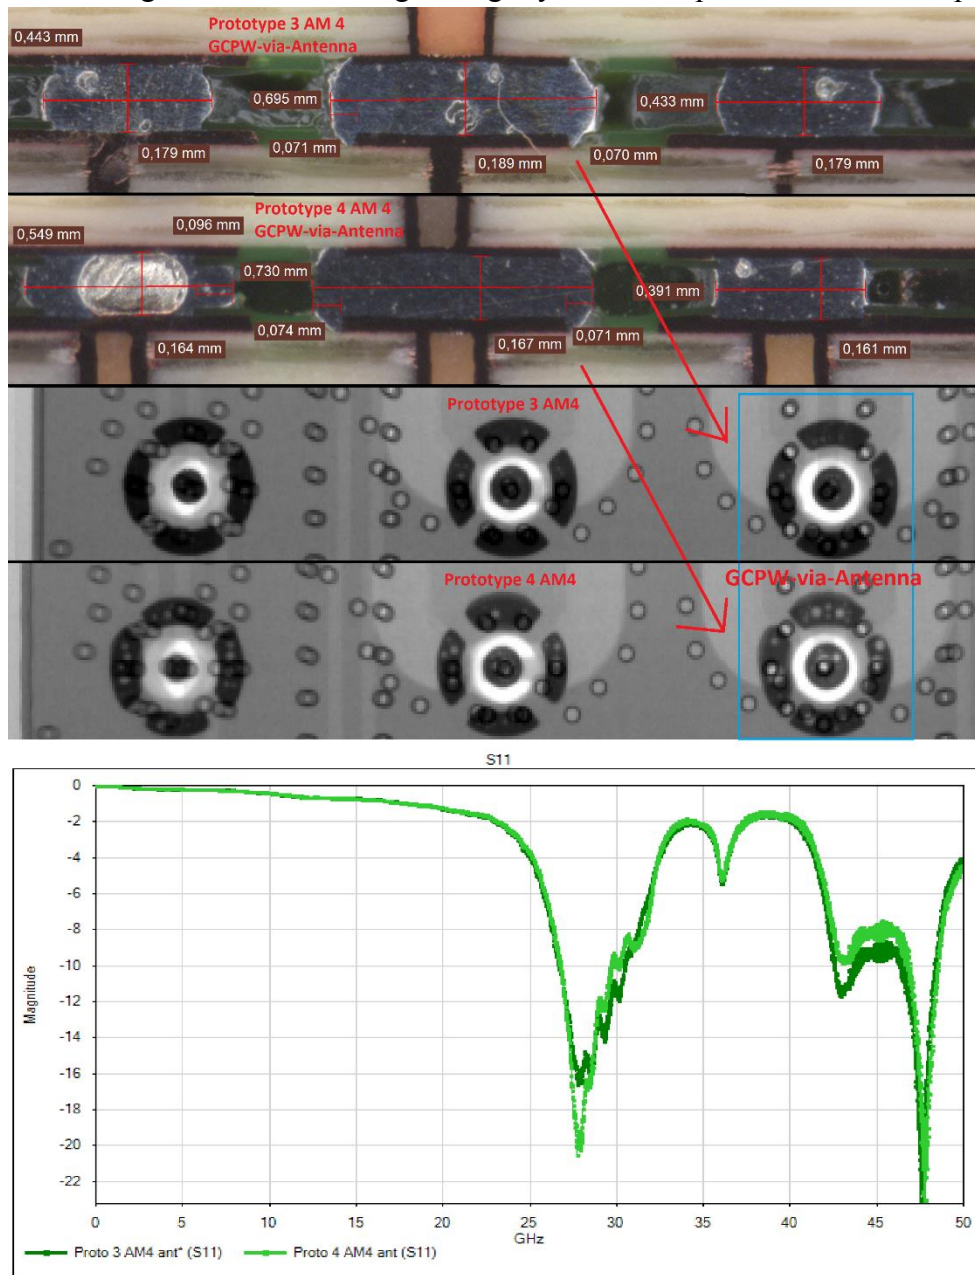 Prototype 3 AM 4
GCPW-via-Antenna
0,443 mm
0,695 mm
0,433 mm
0,071 mm
0,179 mm
0,189 mm
0,070 mm
0,179 mm
Prototype 4 AM 4
GCPW-via-Antenna
0,096 mm
0,549 mm
0,730 mm
0,391 mm
0,074 mm
0,071 mm
0,164 mm
0,167 mm
0,161 mm
Prototype 3 AM4
Prototype 4 AM4
GCPW-via-Antenna
S11
Magnitude
0
-2
-4
-6
-8
-10
-12
-14
-16
-18
-20
-22
0 5 10 15 20 25 30 35 40 45 50
GHz
Proto 3 AM4 ant* (S11) Proto 4 AM4 ant (S11)